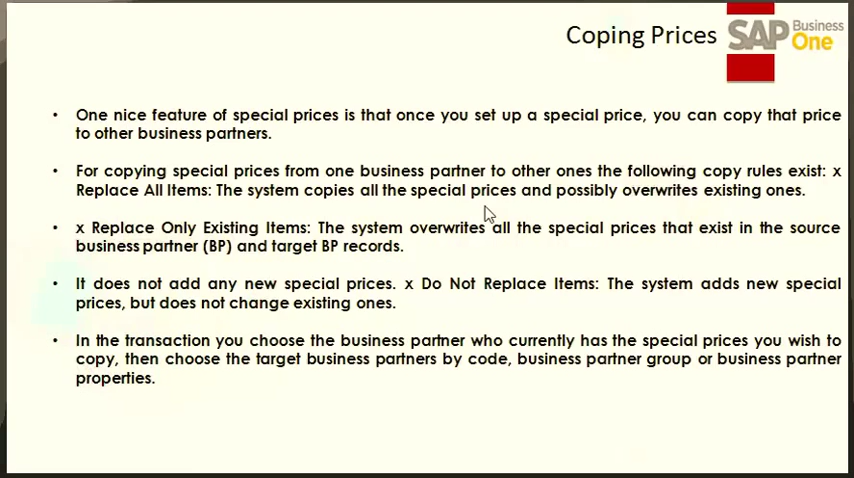 Coping Prices
SAP Business One
• One nice feature of special prices is that once you set up a special price, you can copy that price
to other business partners.
• For copying special prices from one business partner to other ones the following copy rules exist: x
Replace All Items: The system copies all the special prices and possibly overwrites existing ones.
• x Replace Only Existing Items: The system overwrites all the special prices that exist in the source
business partner (BP) and target BP records.
• It does not add any new special prices. x Do Not Replace Items: The system adds new special
prices, but does not change existing ones.
• In the transaction you choose the business partner who currently has the special prices you wish to
copy, then choose the target business partners by code, business partner group or business partner
properties.